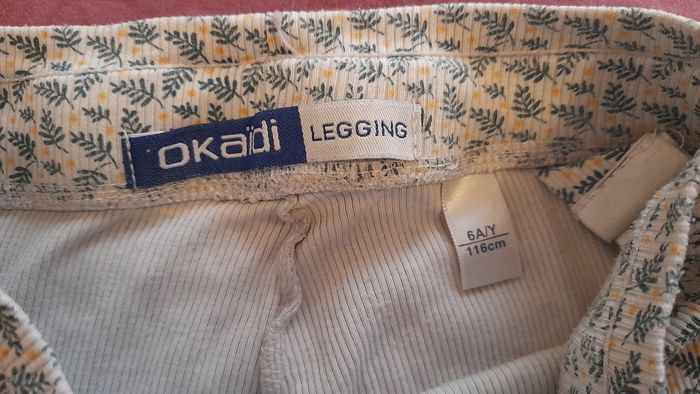 OKAÏDI
LEGGING
6A/Y
116cm